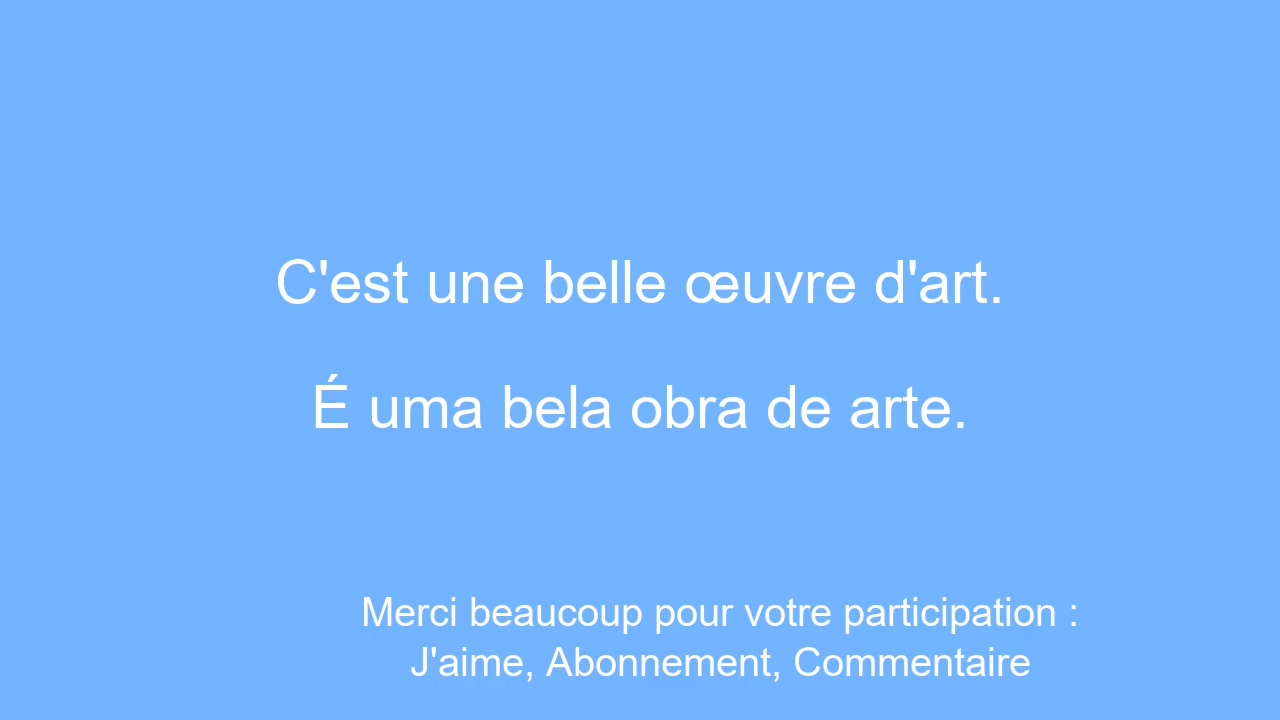 C'est une belle œuvre d'art.
É uma bela obra de arte.
Merci beaucoup pour votre participation :
J'aime, Abonnement, Commentaire